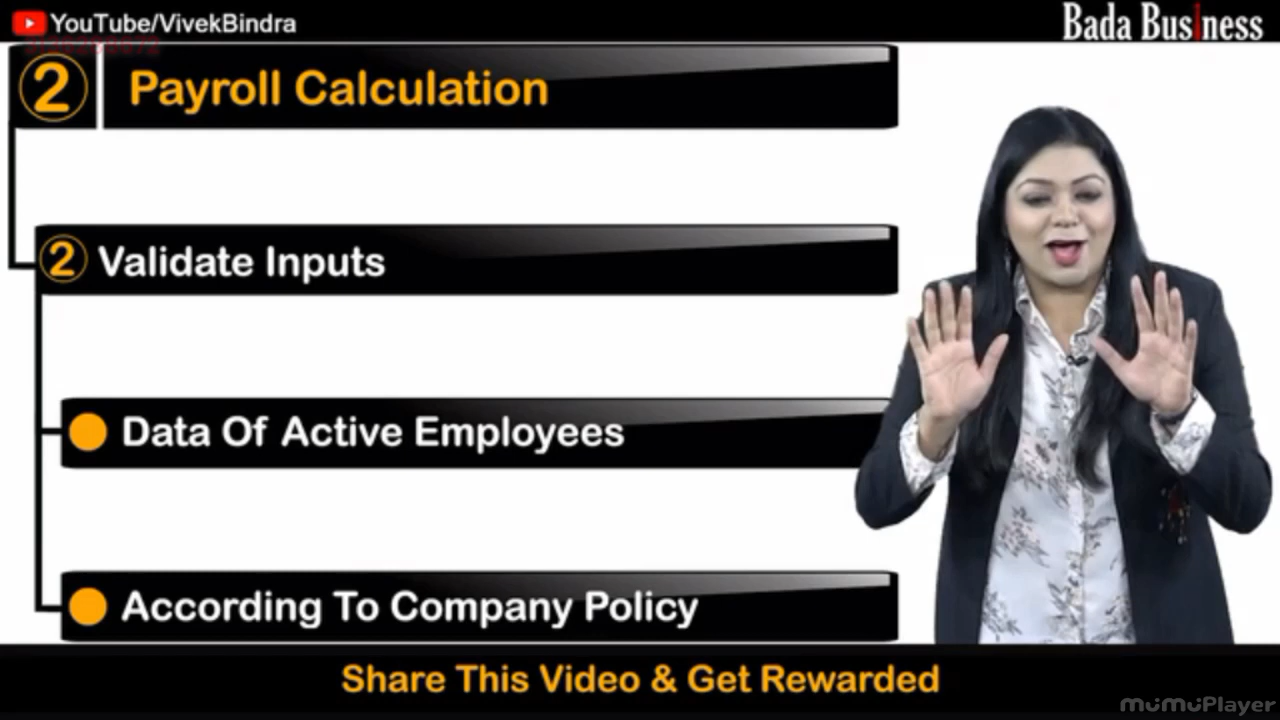 YouTube/VivekBindra
Bada Business
2 Payroll Calculation
2 Validate Inputs
Data Of Active Employees
According To Company Policy
Share This Video & Get Rewarded
MUMUPlayer